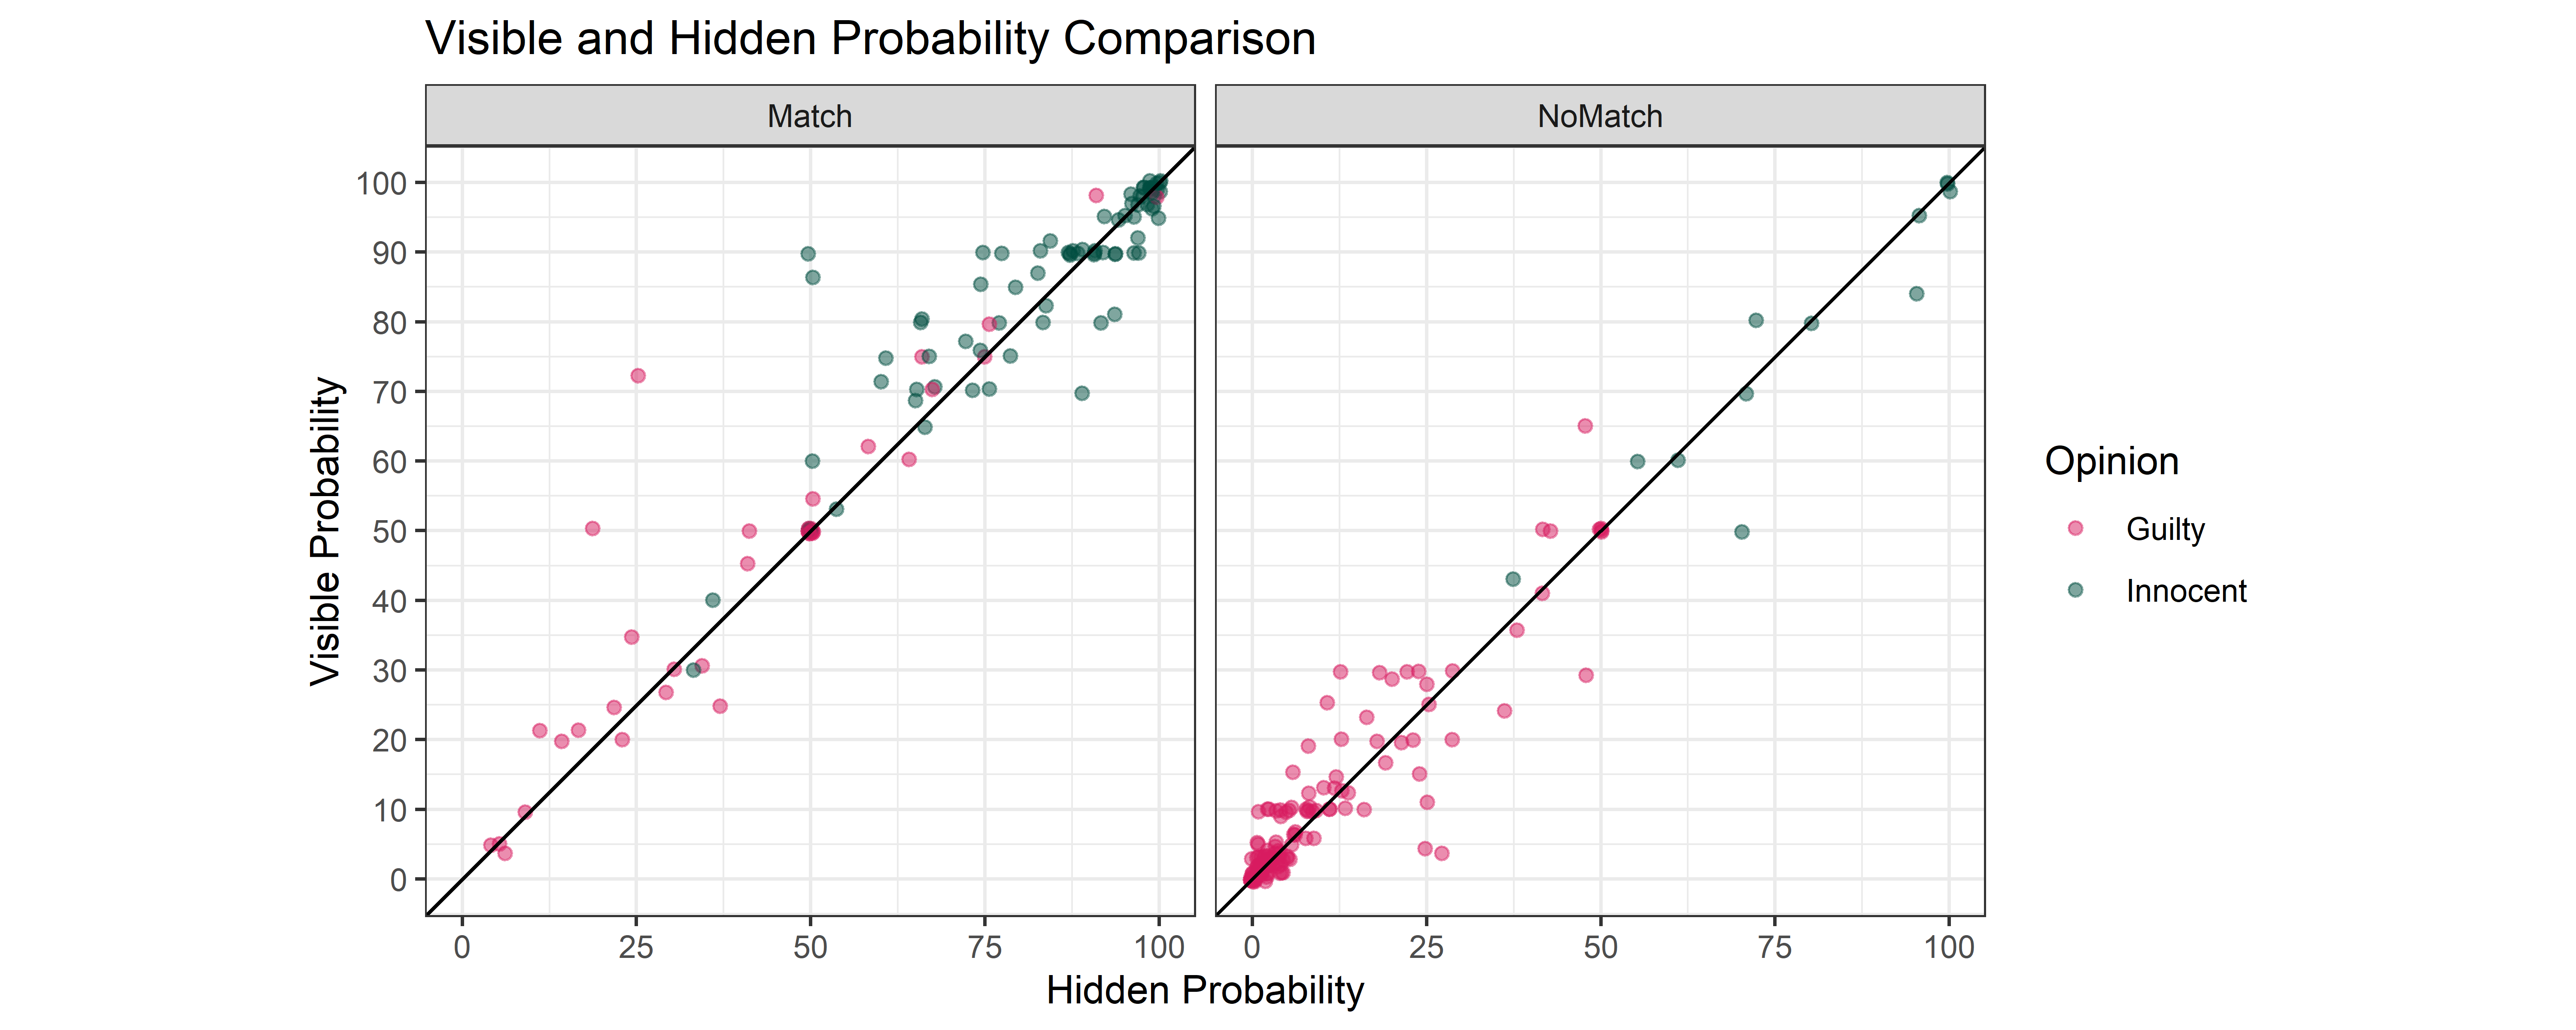 Visible and Hidden Probability Comparison
Match
NoMatch
Visible Probability
100
90
80
70
60
50
40
30
20
10
0
0 25 50 75 100
0 25 50 75 100
Hidden Probability
Opinion
Guilty
Innocent